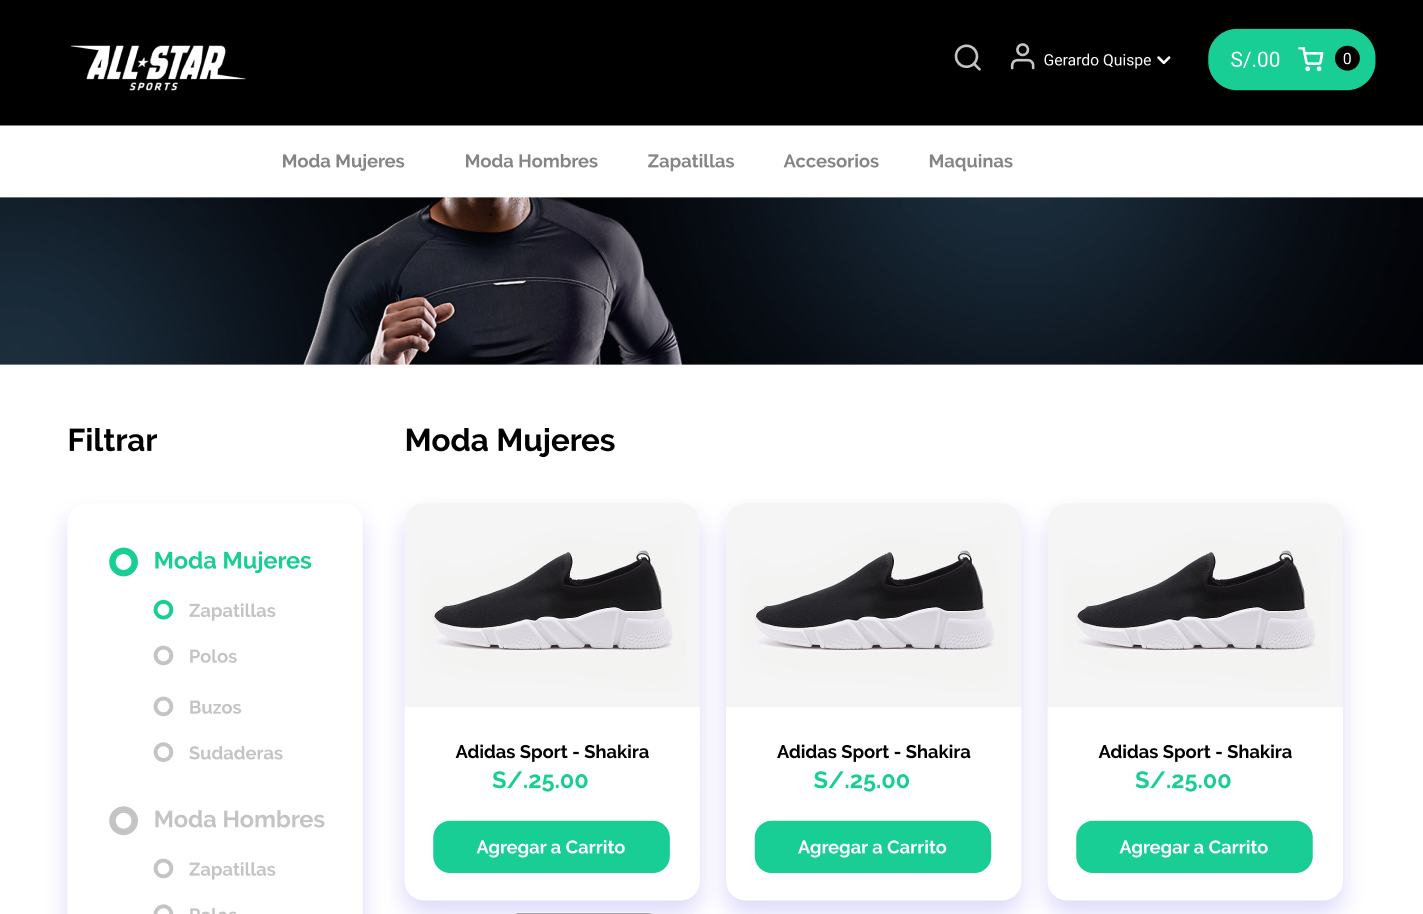 ALL★STAR
SPORTS
Gerardo Quispe
S/.00
0
Moda Mujeres
Moda Hombres
Zapatillas
Accesorios
Maquinas
Filtrar
Moda Mujeres
Moda Mujeres
Zapatillas
Polos
Buzos
Sudaderas
Moda Hombres
Zapatillas
Polos
Adidas Sport - Shakira
S/.25.00
Agregar a Carrito
Adidas Sport - Shakira
S/.25.00
Agregar a Carrito
Adidas Sport - Shakira
S/.25.00
Agregar a Carrito